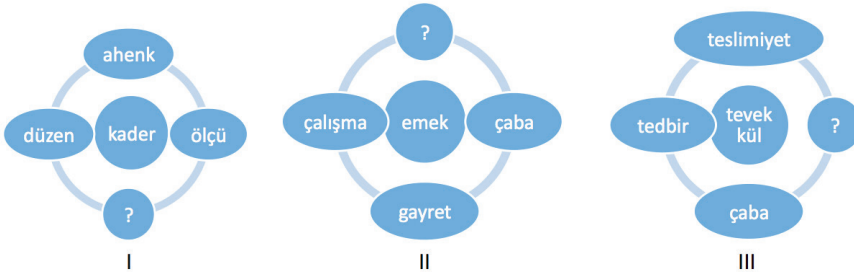 ahenk
düzen
kader
ölçü
?
I
?
çalışma
emek
çaba
gayret
II
teslimiyet
tedbir
tevek
kül
?
çaba
III